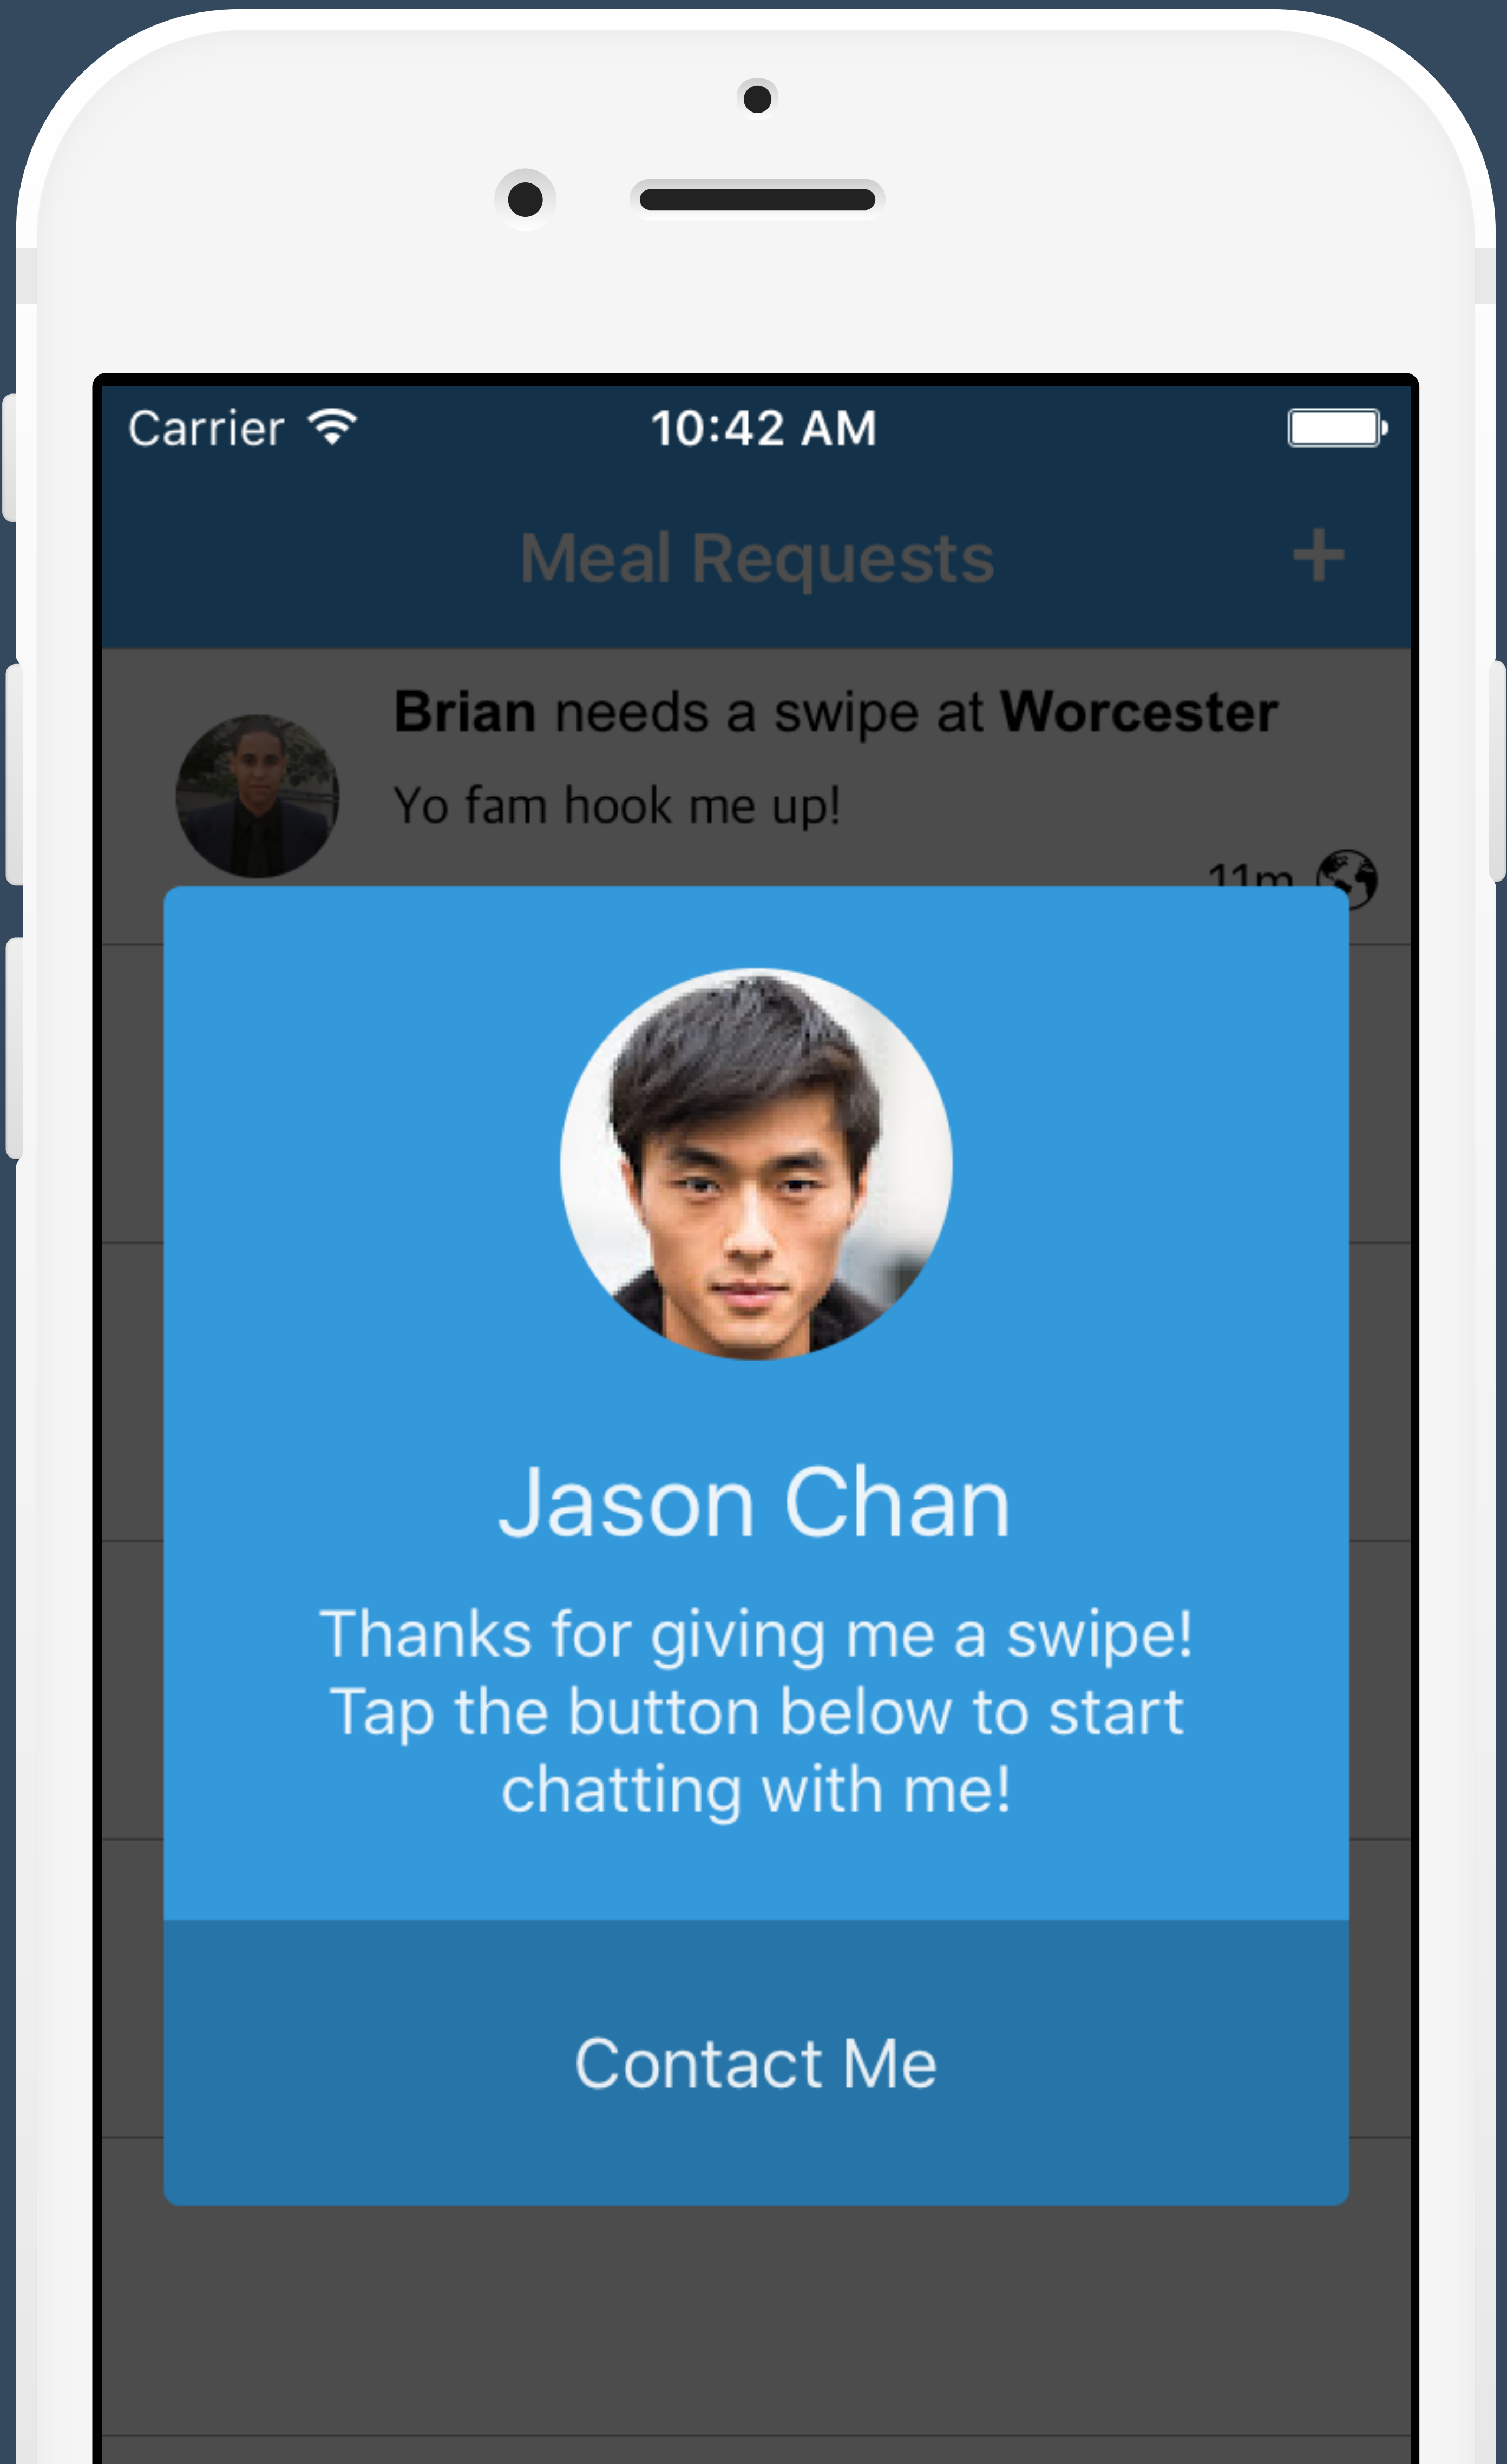 Carrier 10:42 AM
Meal Requests +
Brian needs a swipe at Worcester
Yo fam hook me up!
11m
Jason Chan
Thanks for giving me a swipe!
Tap the button below to start
chatting with me!
Contact Me